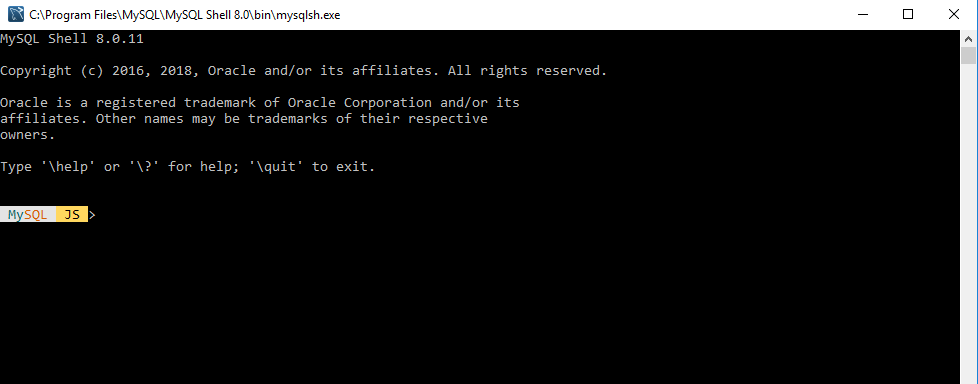 C:\Program Files\MySQL\MySQL Shell 8.0\bin\mysqlsh.exe
MySQL Shell 8.0.11
Copyright (c) 2016, 2018, Oracle and/or its affiliates. All rights reserved.
Oracle is a registered trademark of Oracle Corporation and/or its
affiliates. Other names may be trademarks of their respective
owners.
Type '\help' or '\?' for help; '\quit' to exit.
MySQL JS >